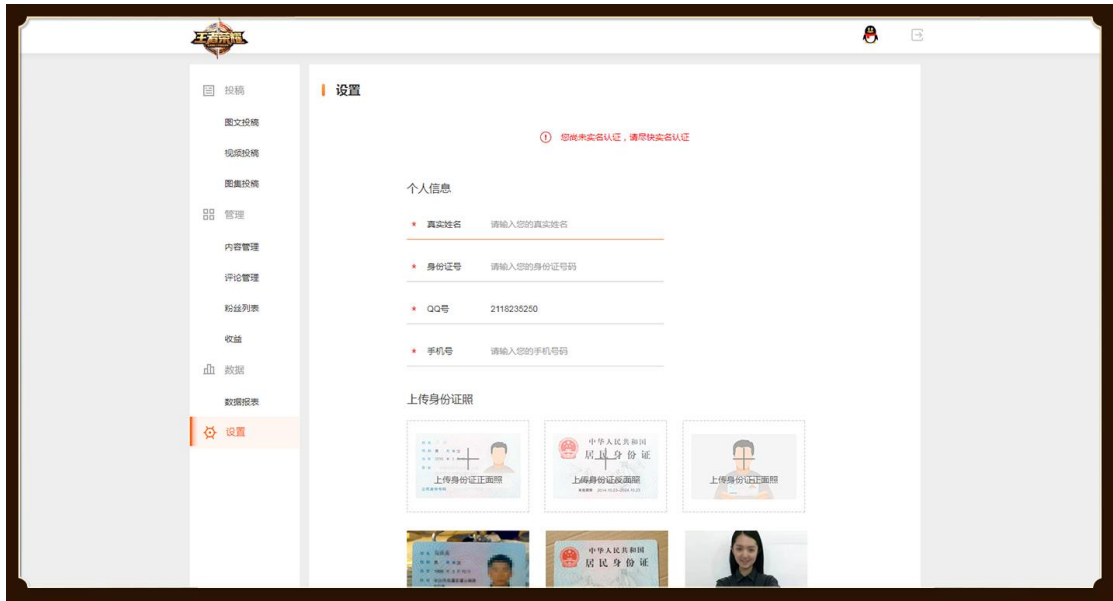 王者荣耀
投稿
图文投稿
视频投稿
图集投稿
管理
内容管理
评论管理
粉丝列表
收益
数据
数据报表
设置
设置
您尚未实名认证，请尽快实名认证
个人信息
* 真实姓名 请输入您的真实姓名
* 身份证号 请输入您的身份证号码
* QQ号 2118235250
* 手机号 请输入您的手机号码
上传身份证照
上传身份证正面照
中华人民共和国
居民身份证
上传身份证反面照
上传身份证正面照
中华人民共和国
居民身份证